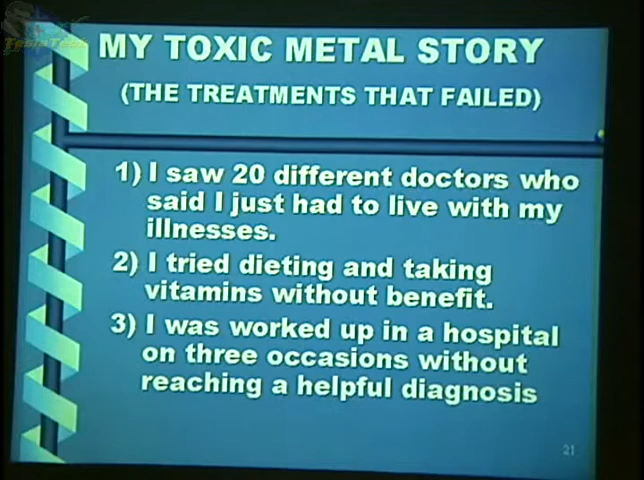 MY TOXIC METAL STORY
(THE TREATMENTS THAT FAILED)
1) I saw 20 different doctors who
said I just had to live with my
illnesses.
2) I tried dieting and taking
vitamins without benefit.
3) I was worked up in a hospital
on three occasions without
reaching a helpful diagnosis
21